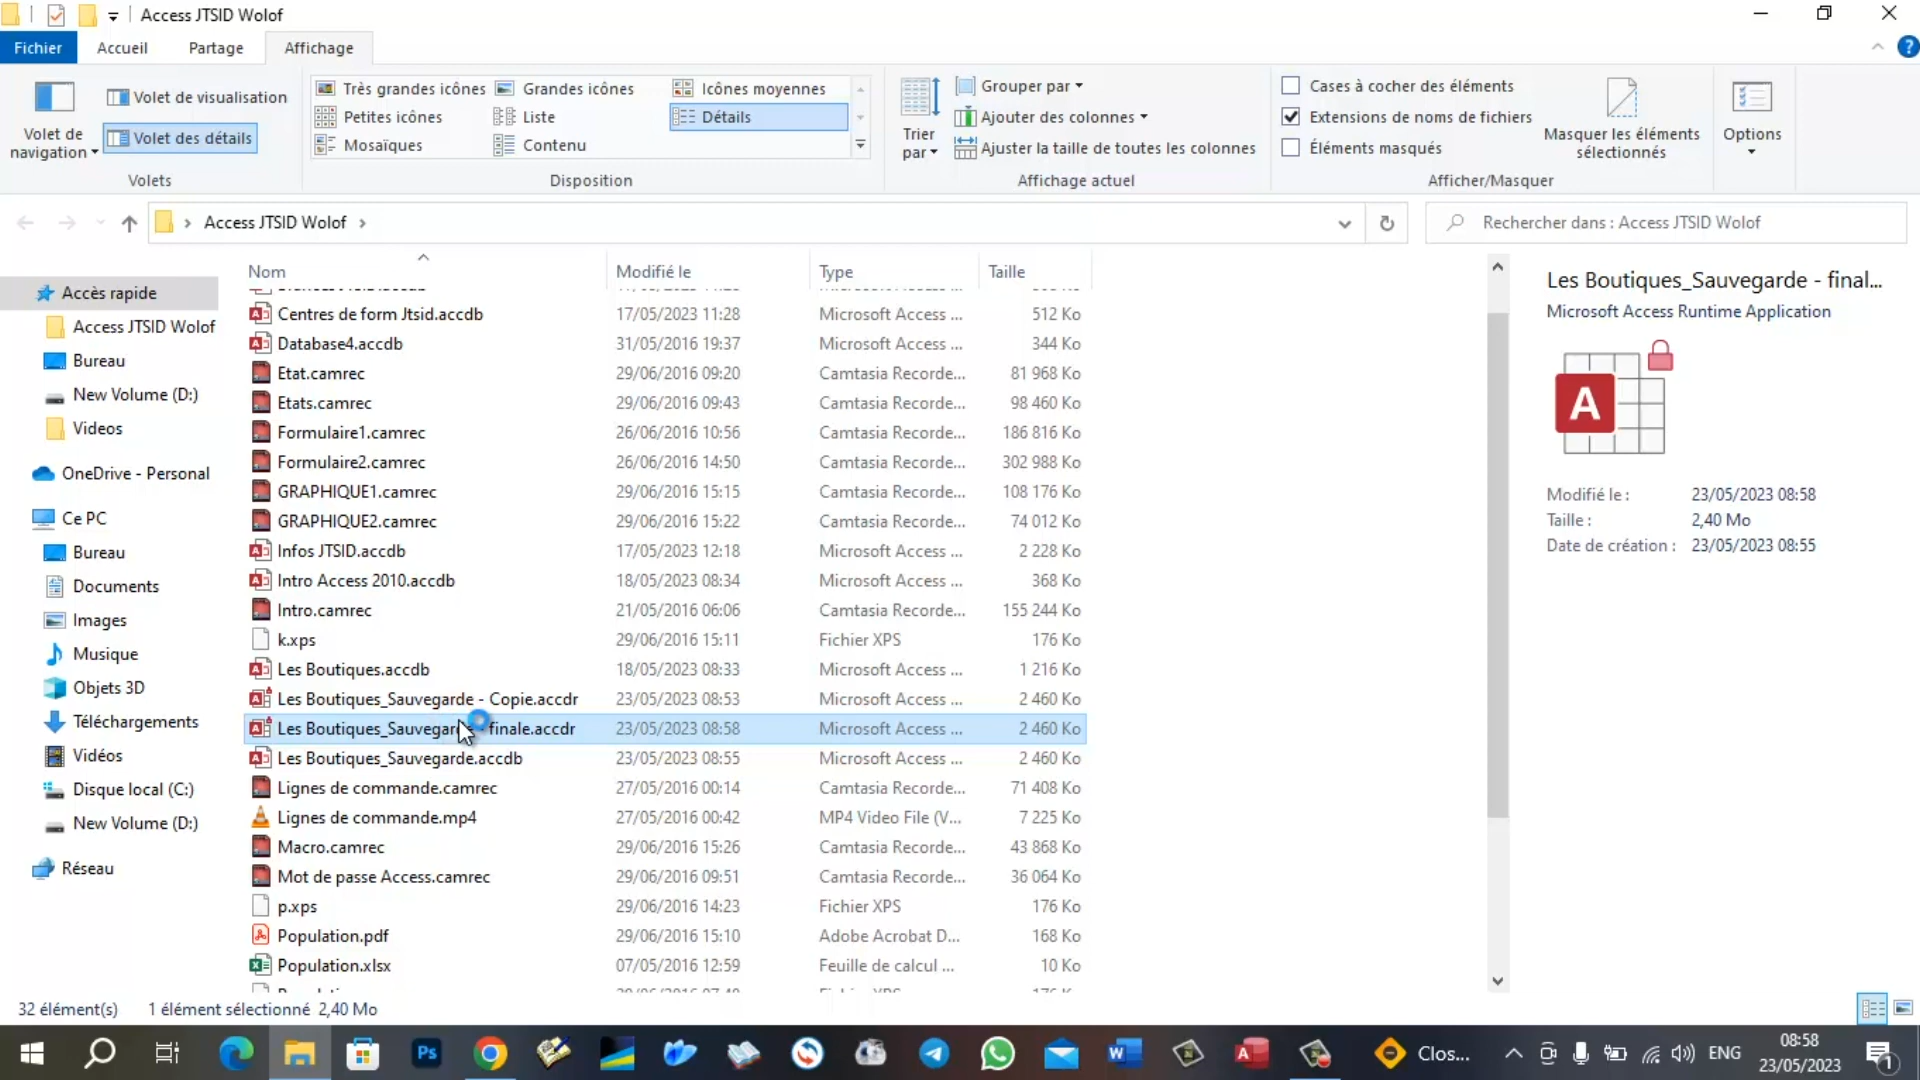 Access JTSID Wolof
Fichier
Accueil
Partage
Affichage
Volet de navigation
Volet de visualisation
Volet des détails
Volets
Très grandes icônes
Grandes icônes
Icônes moyennes
Petites icônes
Liste
Détails
Mosaïques
Contenu
Disposition
Trier par
Grouper par
Ajouter des colonnes
Ajuster la taille de toutes les colonnes
Affichage actuel
Cases à cocher des éléments
Extensions de noms de fichiers
Éléments masqués
Masquer les éléments sélectionnés
Afficher/Masquer
Options
Access JTSID Wolof
Rechercher dans : Access JTSID Wolof
Accès rapide
Access JTSID Wolof
Bureau
New Volume (D:)
Videos
OneDrive - Personal
Ce PC
Bureau
Documents
Images
Musique
Objets 3D
Téléchargements
Vidéos
Disque local (C:)
New Volume (D:)
Réseau
Nom Modifié le Type Taille
Centres de form Jtsid.accdb 17/05/2023 11:28 Microsoft Access ... 512 Ko
Database4.accdb 31/05/2016 19:37 Microsoft Access ... 344 Ko
Etat.camrec 29/06/2016 09:20 Camtasia Recorde... 81 968 Ko
Etats.camrec 29/06/2016 09:43 Camtasia Recorde... 98 460 Ko
Formulaire1.camrec 26/06/2016 10:56 Camtasia Recorde... 186 816 Ko
Formulaire2.camrec 26/06/2016 14:50 Camtasia Recorde... 302 988 Ko
GRAPHIQUE1.camrec 29/06/2016 15:15 Camtasia Recorde... 108 176 Ko
GRAPHIQUE2.camrec 29/06/2016 15:22 Camtasia Recorde... 74 012 Ko
Infos JTSID.accdb 17/05/2023 12:18 Microsoft Access ... 2 228 Ko
Intro Access 2010.accdb 18/05/2023 08:34 Microsoft Access ... 368 Ko
Intro.camrec 21/05/2016 06:06 Camtasia Recorde... 155 244 Ko
k.xps 29/06/2016 15:11 Fichier XPS 176 Ko
Les Boutiques.accdb 18/05/2023 08:33 Microsoft Access ... 1 216 Ko
Les Boutiques_Sauvegarde - Copie.accdr 23/05/2023 08:53 Microsoft Access ... 2 460 Ko
Les Boutiques_Sauvegar finale.accdr 23/05/2023 08:58 Microsoft Access ... 2 460 Ko
Les Boutiques_Sauvegarde.accdb 23/05/2023 08:55 Microsoft Access ... 2 460 Ko
Lignes de commande.camrec 27/05/2016 00:14 Camtasia Recorde... 71 408 Ko
Lignes de commande.mp4 27/05/2016 00:42 MP4 Video File (V... 7 225 Ko
Macro.camrec 29/06/2016 15:26 Camtasia Recorde... 43 868 Ko
Mot de passe Access.camrec 29/06/2016 09:51 Camtasia Recorde... 36 064 Ko
p.xps 29/06/2016 14:23 Fichier XPS 176 Ko
Population.pdf 29/06/2016 15:10 Adobe Acrobat D... 168 Ko
Population.xlsx 07/05/2016 12:59 Feuille de calcul ... 10 Ko
Les Boutiques_Sauvegarde - final...
Microsoft Access Runtime Application
A
Modifié le : 23/05/2023 08:58
Taille : 2,40 Mo
Date de création : 23/05/2023 08:55
32 élément(s) 1 élément sélectionné 2,40 Mo
Ps
Clos...
ENG
08:58
23/05/2023
1